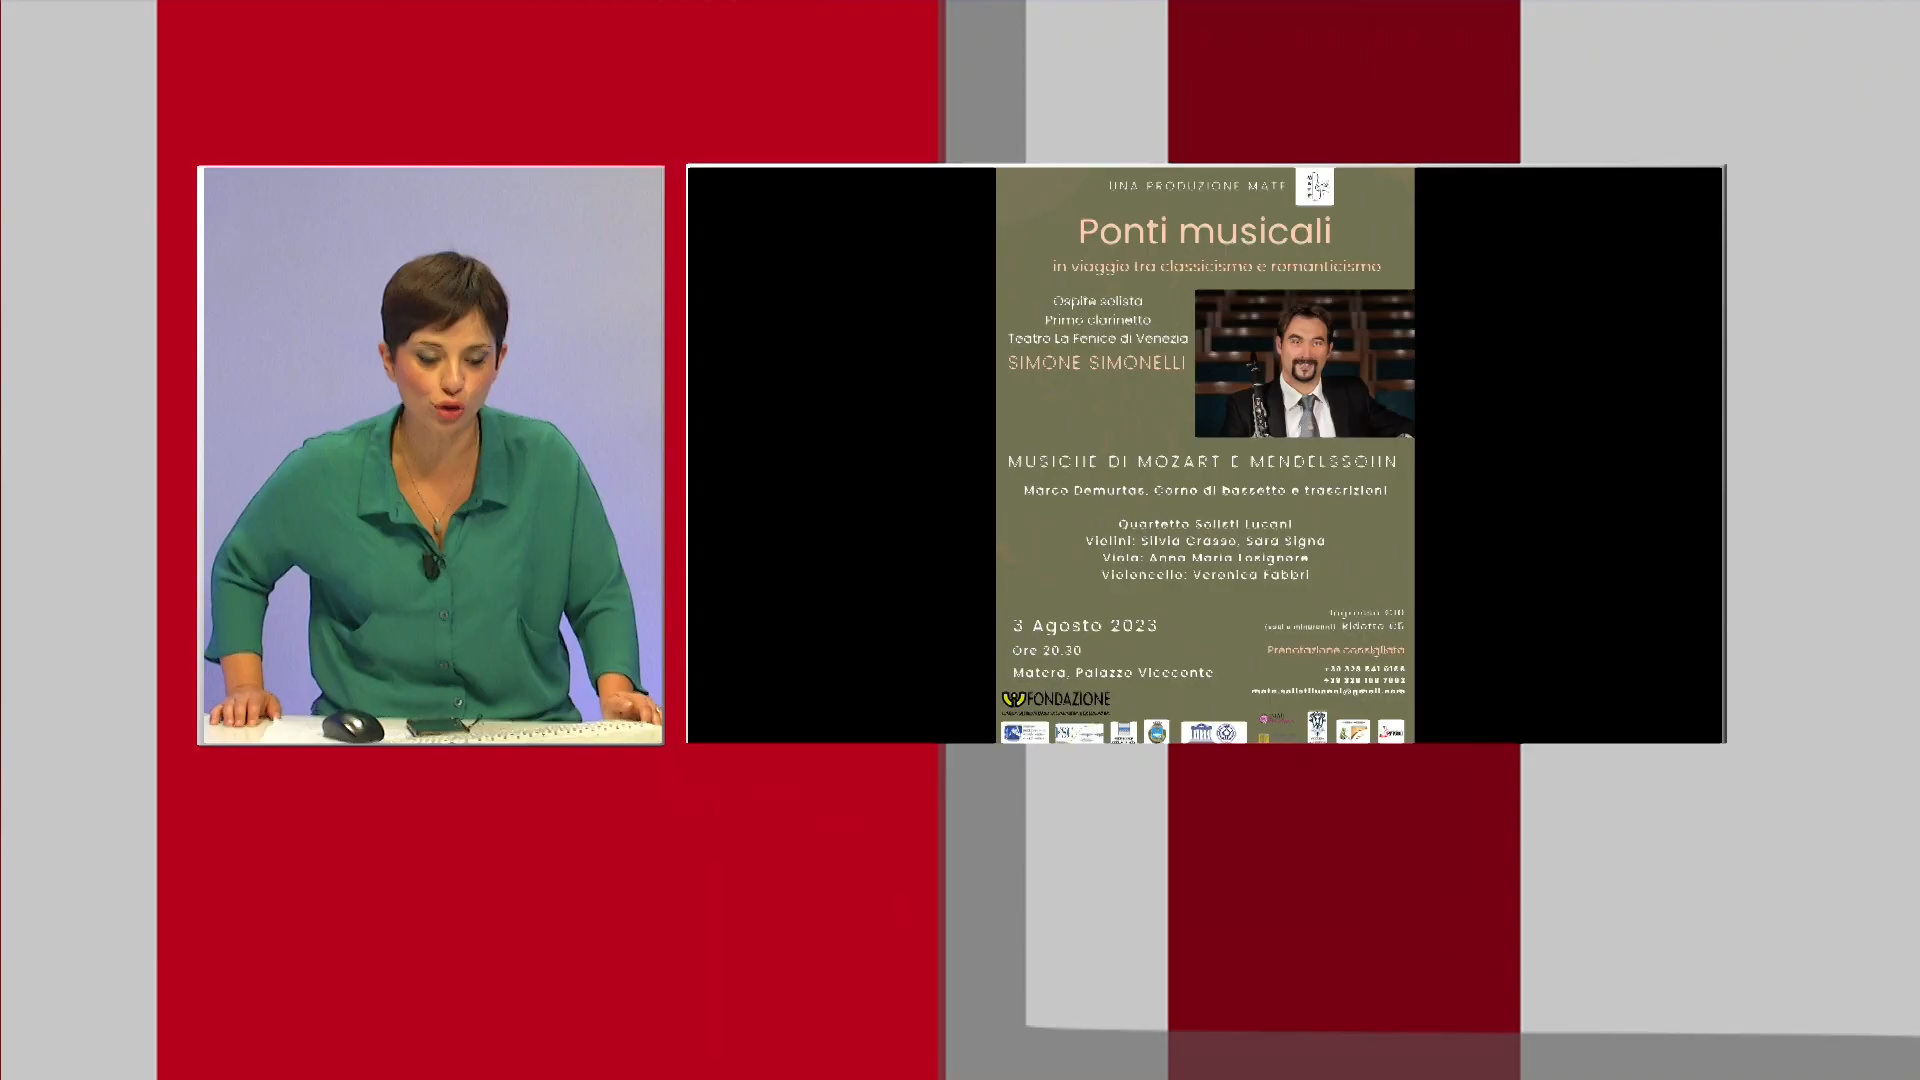 UNA PRODUZIONE MATE
Ponti musicali
in viaggio tra classicismo e romanticismo
Ospite solista
Primo clarinetto
Teatro La Fenice di Venezia
SIMONE SIMONELLI
MUSICHE DI MOZART E MENDELSSOHN
Marco Demurtas, Corno di bassetto e trascrizioni
Quartetto Solisti Lucani
Violini: Silvia Grasso, Sara Signa
Viola: Anna Maria Losignore
Violoncello: Veronica Fabbri
3 Agosto 2023
Ore 20.30
Matera, Palazzo Viceconte
Ingresso
Ridotto €5
Prenotazione consigliata
FONDAZIONE